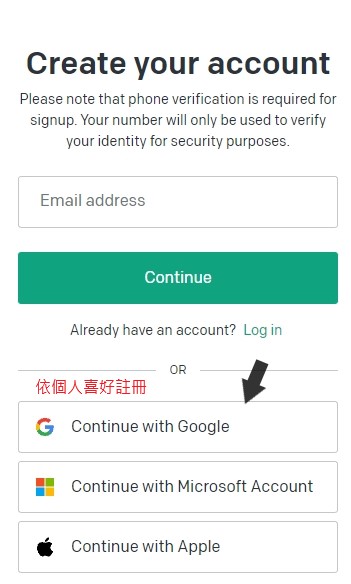 Create your account
Please note that phone verification is required for
signup. Your number will only be used to verify
your identity for security purposes.
Email address
Continue
Already have an account? Log in
OR
依個人喜好註冊
Continue with Google
Continue with Microsoft Account
Continue with Apple